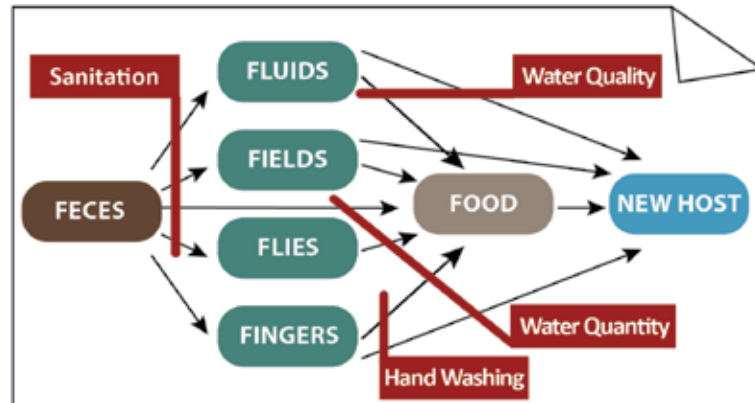 Sanitation
FLUIDS
Water Quality
FIELDS
FECES
FOOD
NEW HOST
FLIES
FINGERS
Water Quantity
Hand Washing